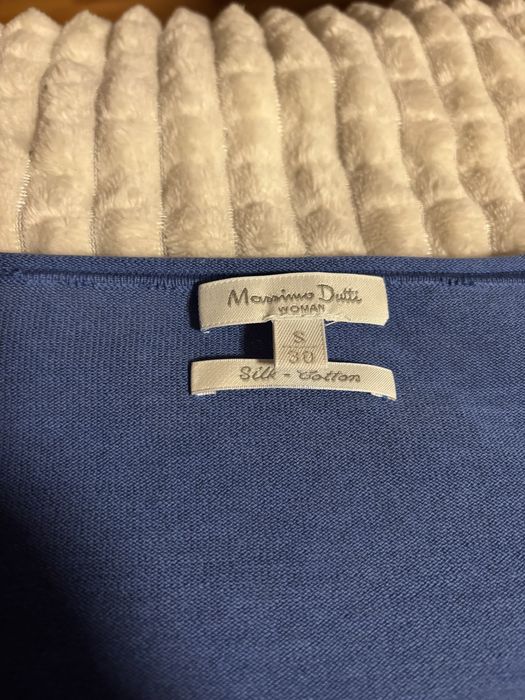 Massimo Dutti
WOMAN
S
30
Silk - Cotton